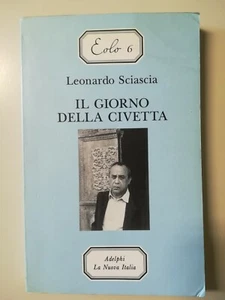 Eolo 6
Leonardo Sciascia
IL GIORNO
DELLA CIVETTA
Adelphi
La Nuova Italia